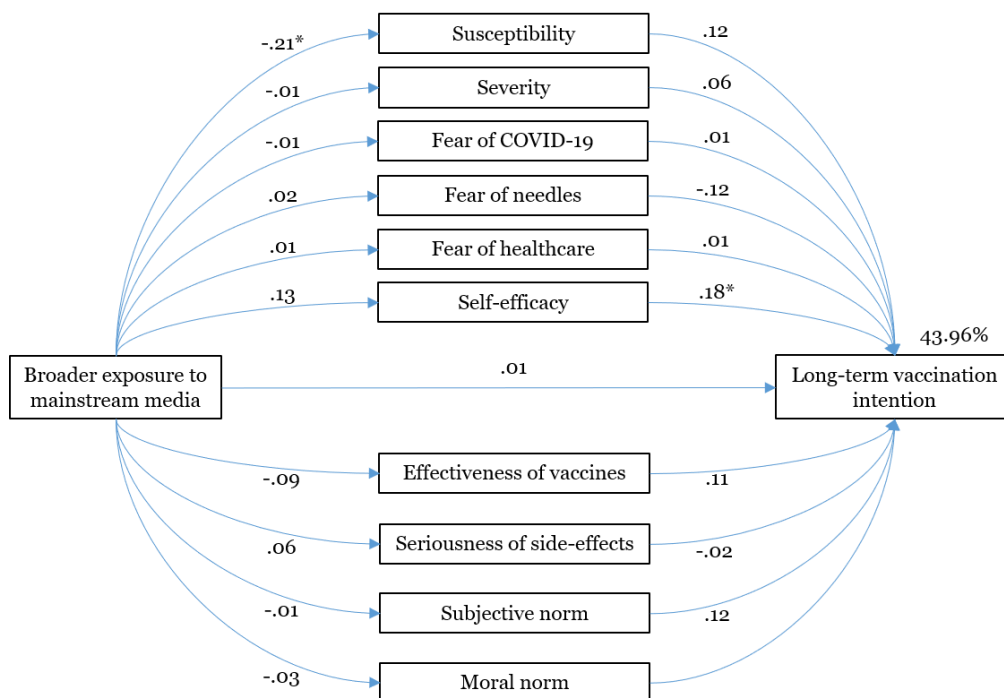 Susceptibility
-.21*
.12
Severity
-.01
.06
Fear of COVID-19
-.01
.01
Fear of needles
.02
-.12
Fear of healthcare
.01
.01
Self-efficacy
.13
.18*
43.96%
Broader exposure to
mainstream media
.01
Long-term vaccination
intention
Effectiveness of vaccines
-.09
.11
Seriousness of side-effects
.06
-.02
Subjective norm
-.01
.12
Moral norm
-.03